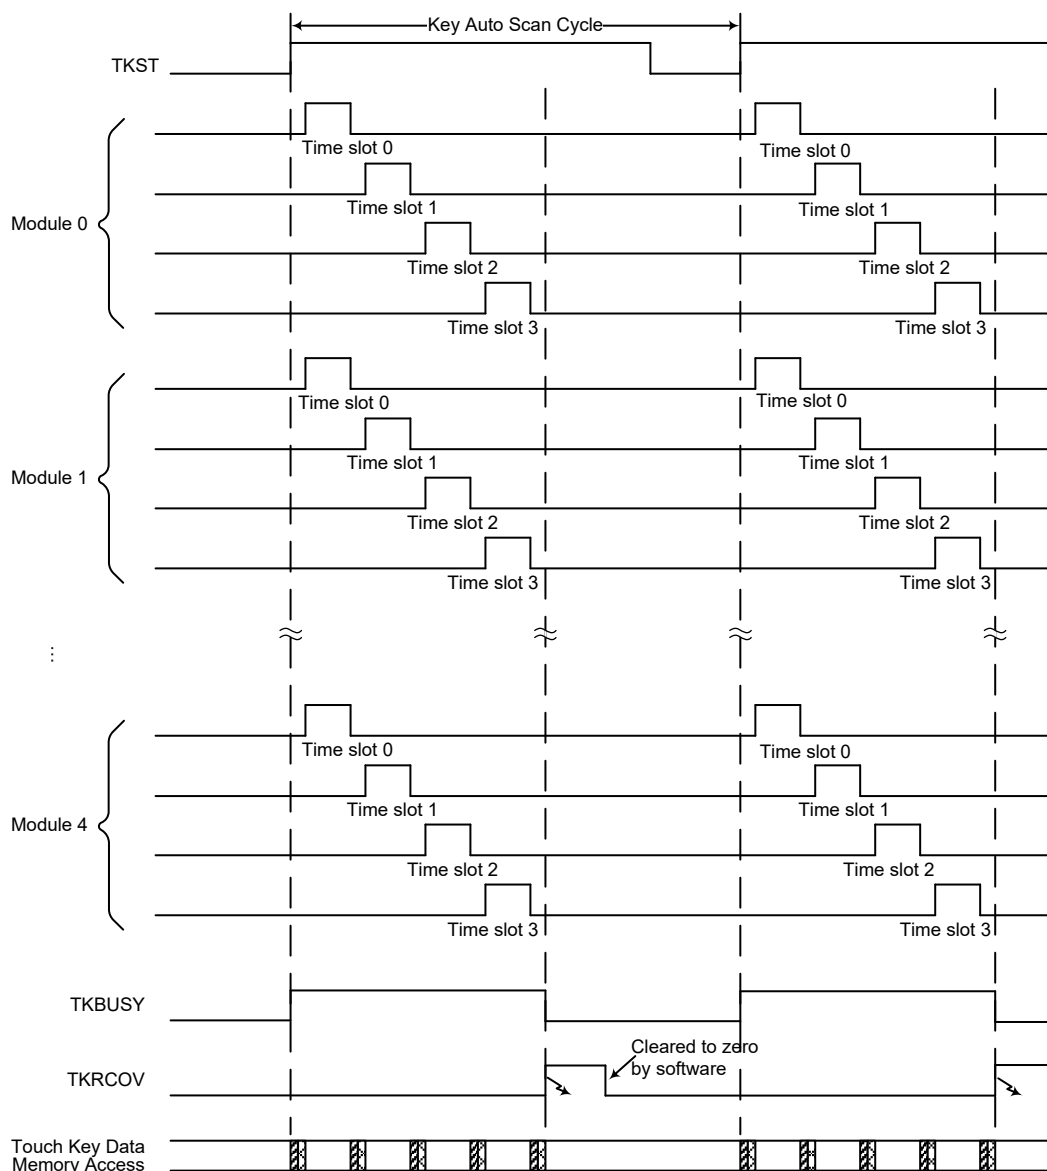 Key Auto Scan Cycle
TKST
Time slot 0
Time slot 0
Time slot 1
Time slot 1
Module 0
Time slot 2
Time slot 2
Time slot 3
Time slot 3
Time slot 0
Time slot 0
Time slot 1
Time slot 1
Module 1
Time slot 2
Time slot 2
Time slot 3
Time slot 3
...
Time slot 0
Time slot 0
Time slot 1
Time slot 1
Module 4
Time slot 2
Time slot 2
Time slot 3
Time slot 3
TKBUSY
Cleared to zero
by software
TKRCOV
Touch Key Data
Memory Access